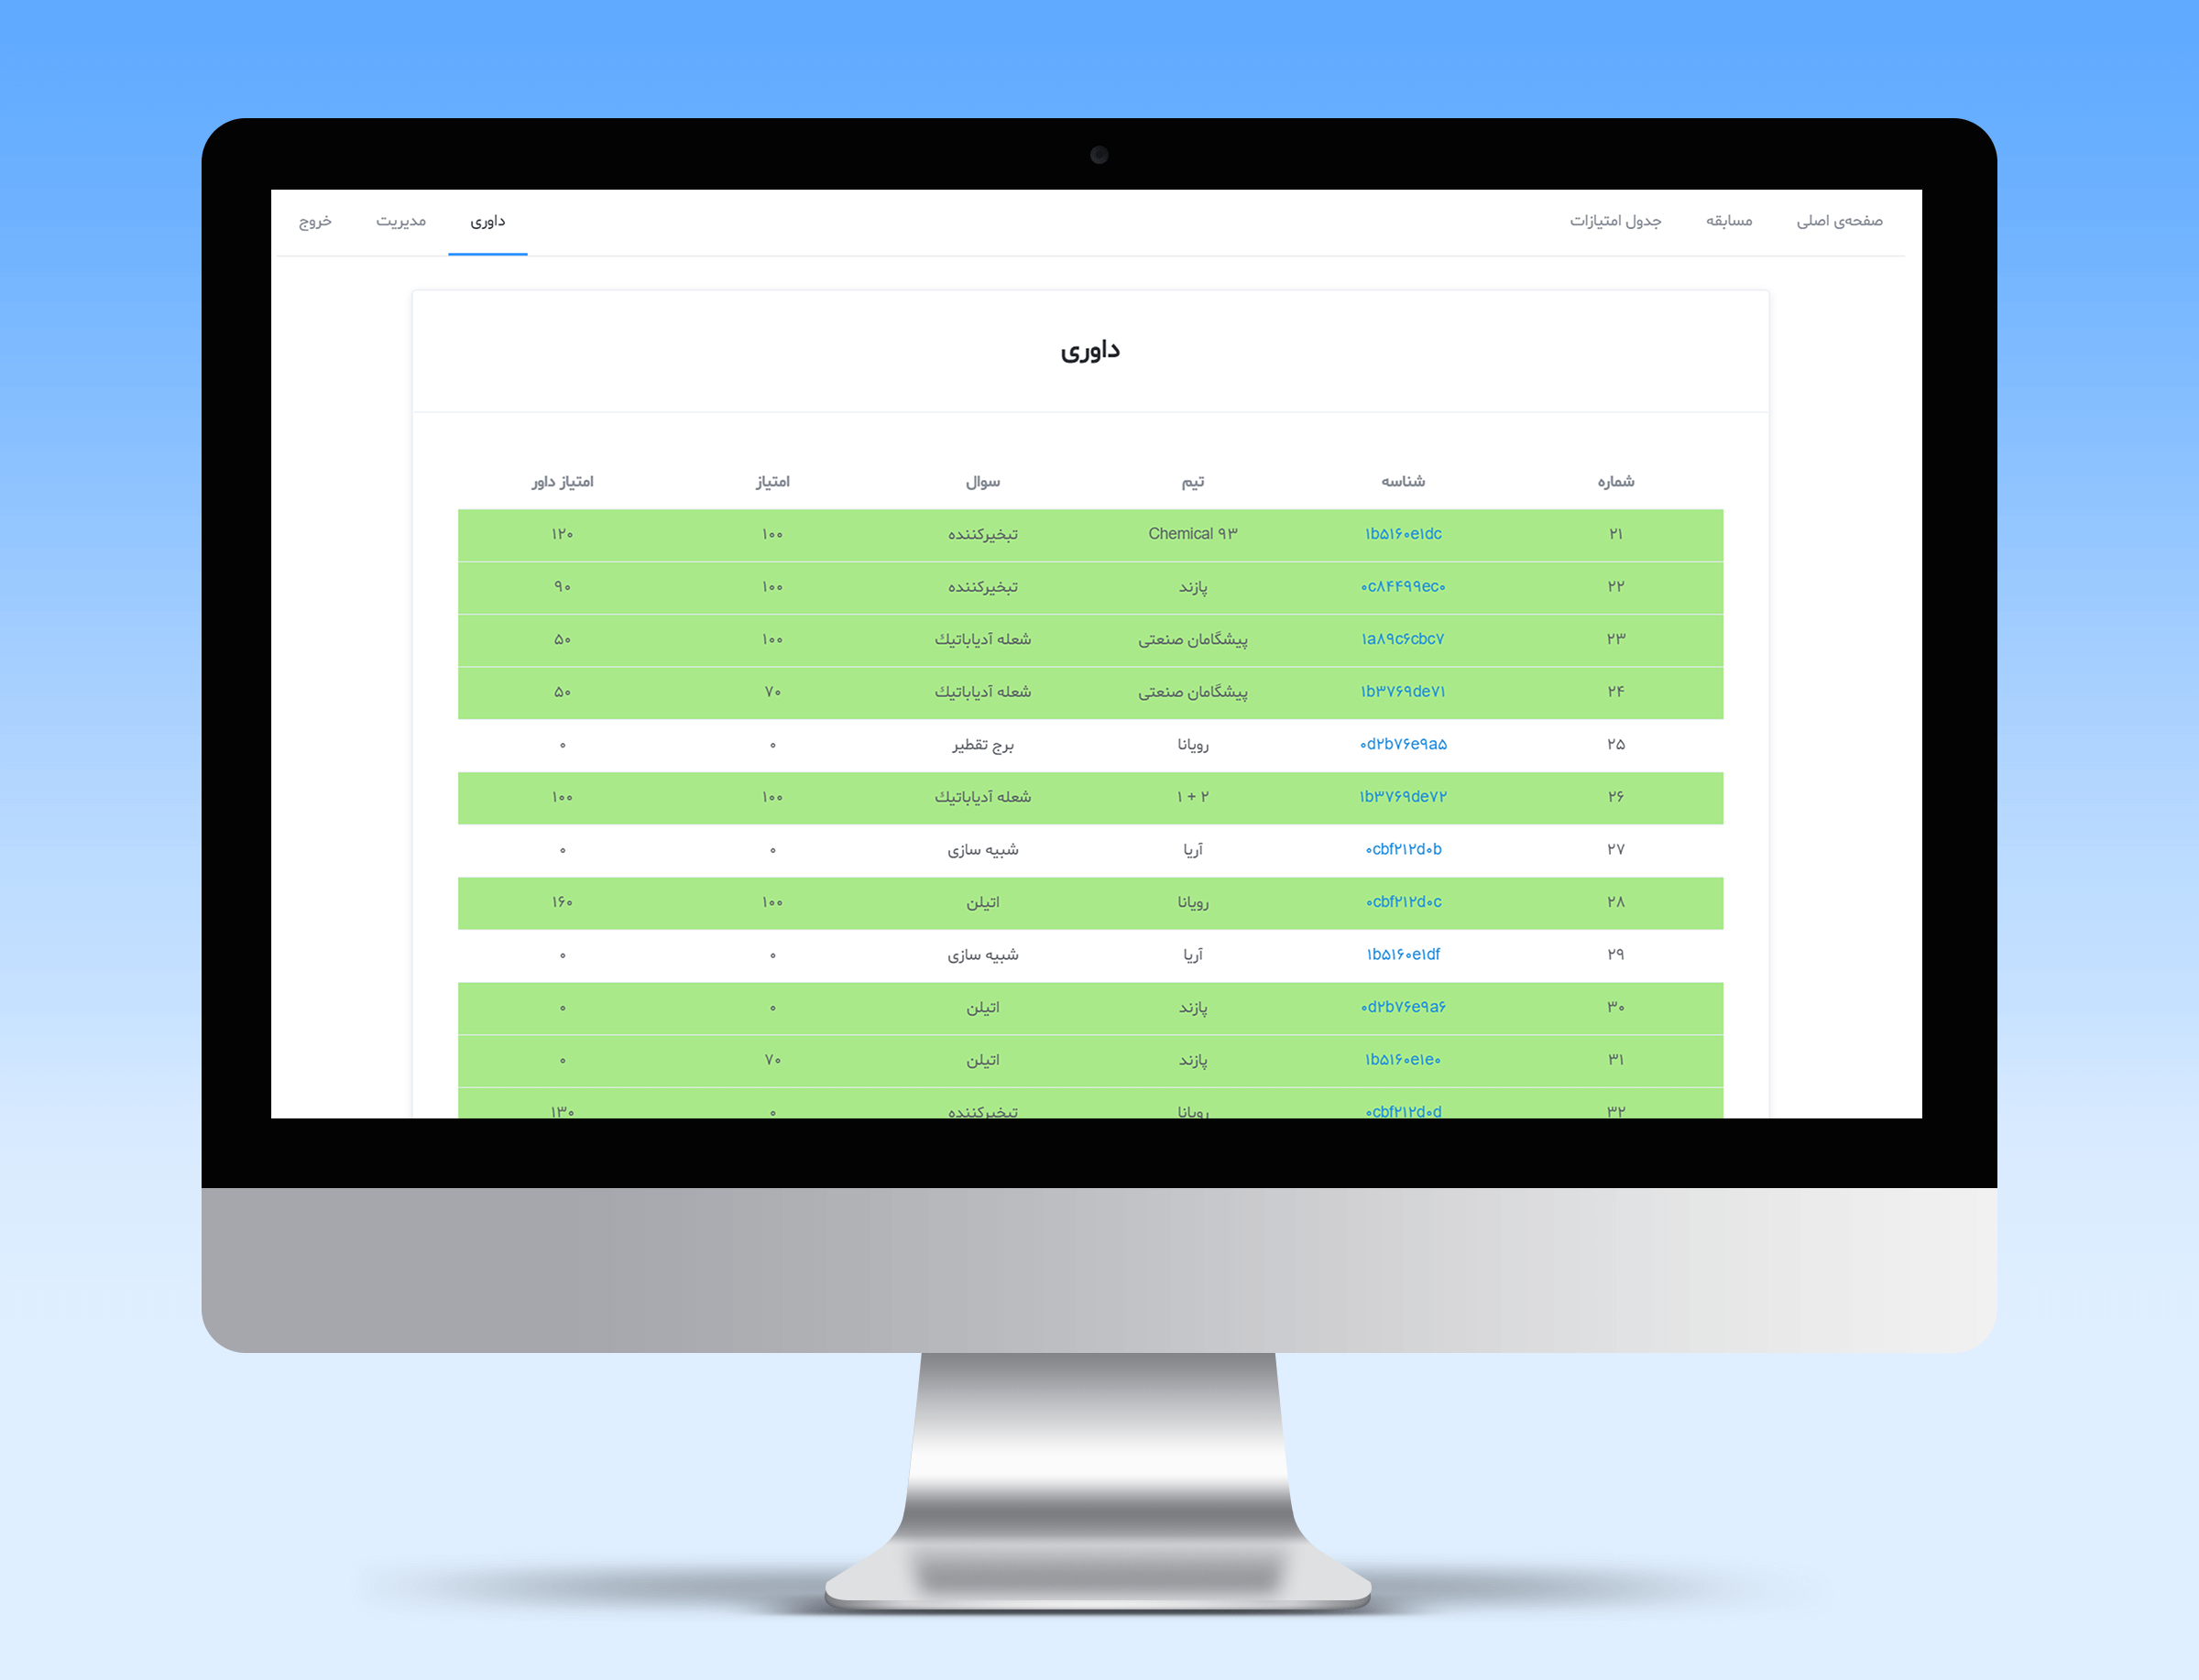 صفحه‌ی اصلی مسابقه جدول امتیازات داوری مدیریت خروج
داوری
شماره شناسه تیم سوال امتیاز امتیاز داور
۲۱ ۱b۵۱۶۰e۱dc Chemical ۹۳ تبخیرکننده ۱۰۰ ۱۲۰
۲۲ ۰c۸۴۴۹۹ec۰ پازند تبخیرکننده ۱۰۰ ۹۰
۲۳ ۱a۸۹c۶cbc۷ پیشگامان صنعتی شعله آدیاباتیك ۱۰۰ ۵۰
۲۴ ۱b۳۷۶۹de۷۱ پیشگامان صنعتی شعله آدیاباتیك ۷۰ ۵۰
۲۵ ۰d۲b۷۶e۹a۵ رویانا برج تقطیر ۰ ۰
۲۶ ۱b۳۷۶۹de۷۲ ۲ + ۱ شعله آدیاباتیك ۱۰۰ ۱۰۰
۲۷ ۰cbf۲۱۲d۰b آریا شبیه سازی ۰ ۰
۲۸ ۰cbf۲۱۲d۰c رویانا اتیلن ۱۰۰ ۱۶۰
۲۹ ۱b۵۱۶۰e۱df آریا شبیه سازی ۰ ۰
۳۰ ۰d۲b۷۶e۹a۶ پازند اتیلن ۰ ۰
۳۱ ۱b۵۱۶۰e۱e۰ پازند اتیلن ۷۰ ۰
۳۲ ۰cbf۲۱۲d۰d رویانا تبخیرکننده ۰ ۱۳۰